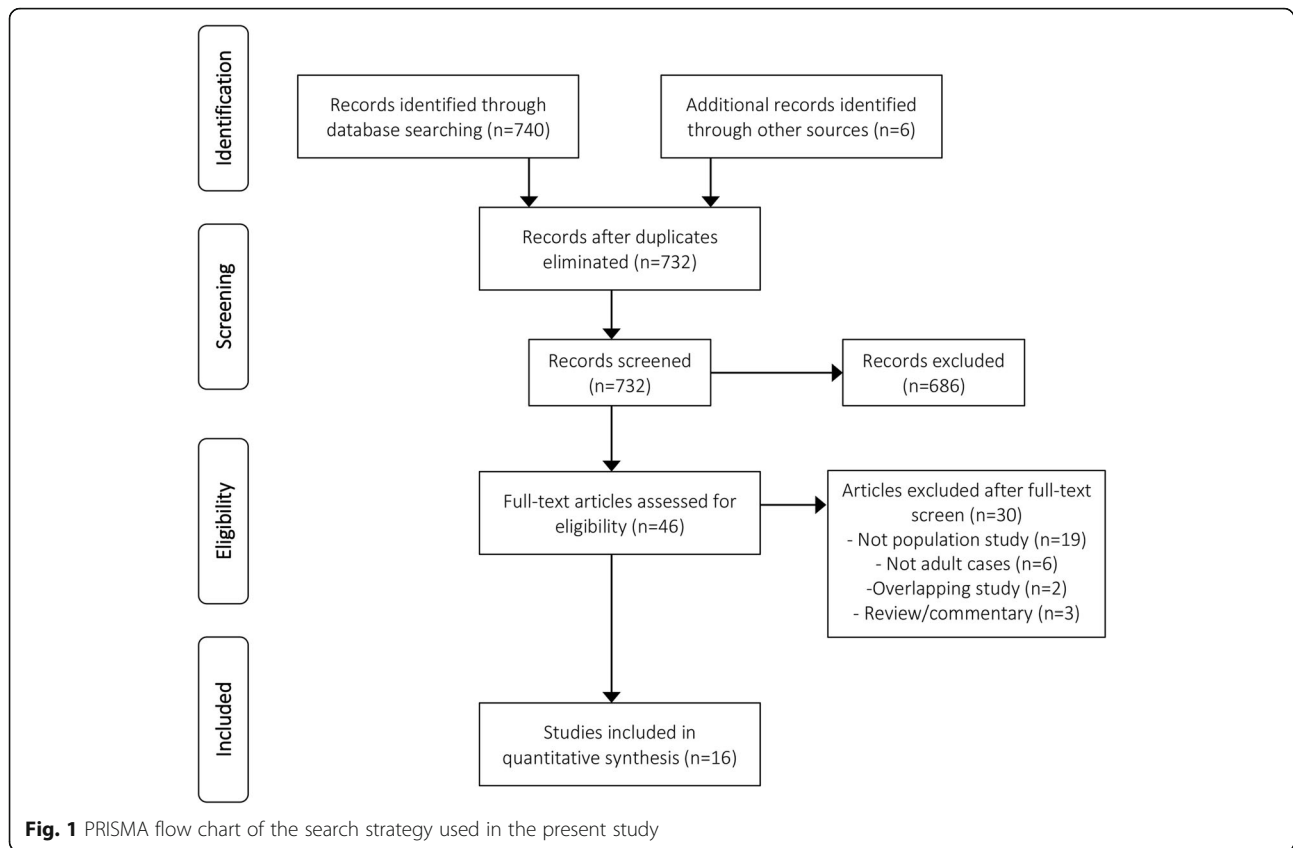 Identification
Records identified through
database searching (n=740)
Additional records identified
through other sources (n=6)
Screening
Records after duplicates
eliminated (n=732)
Records screened
(n=732)
Records excluded
(n=686)
Eligibility
Full-text articles assessed for
eligibility (n=46)
Articles excluded after full-text
screen (n=30)
- Not population study (n=19)
- Not adult cases (n=6)
-Overlapping study (n=2)
- Review/commentary (n=3)
Included
Studies included in
quantitative synthesis (n=16)
Fig. 1 PRISMA flow chart of the search strategy used in the present study